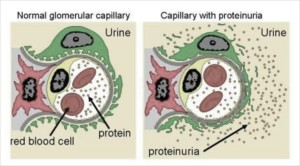 Normal glomerular capillary
Capillary with proteinuria
Urine
Urine
protein
red blood cell
proteinuria